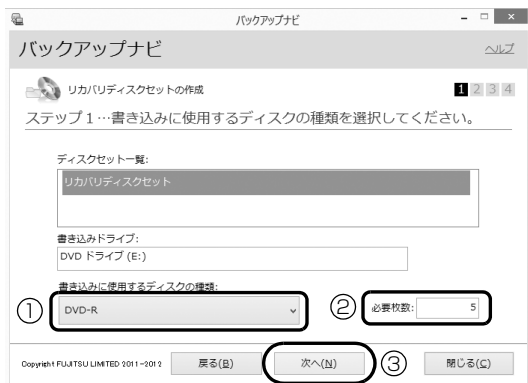 バックアップナビ
バックアップナビ
ヘルプ
リカバリディスクセットの作成
1 2 3 4
ステップ1…書き込みに使用するディスクの種類を選択してください。
ディスクセット一覧:
リカバリディスクセット
書き込みドライブ:
DVD ドライブ (E:)
書き込みに使用するディスクの種類:
① DVD-R
② 必要枚数: 5
Copyright FUJITSU LIMITED 2011-2012
戻る(B)
次へ(N)
③
閉じる(C)